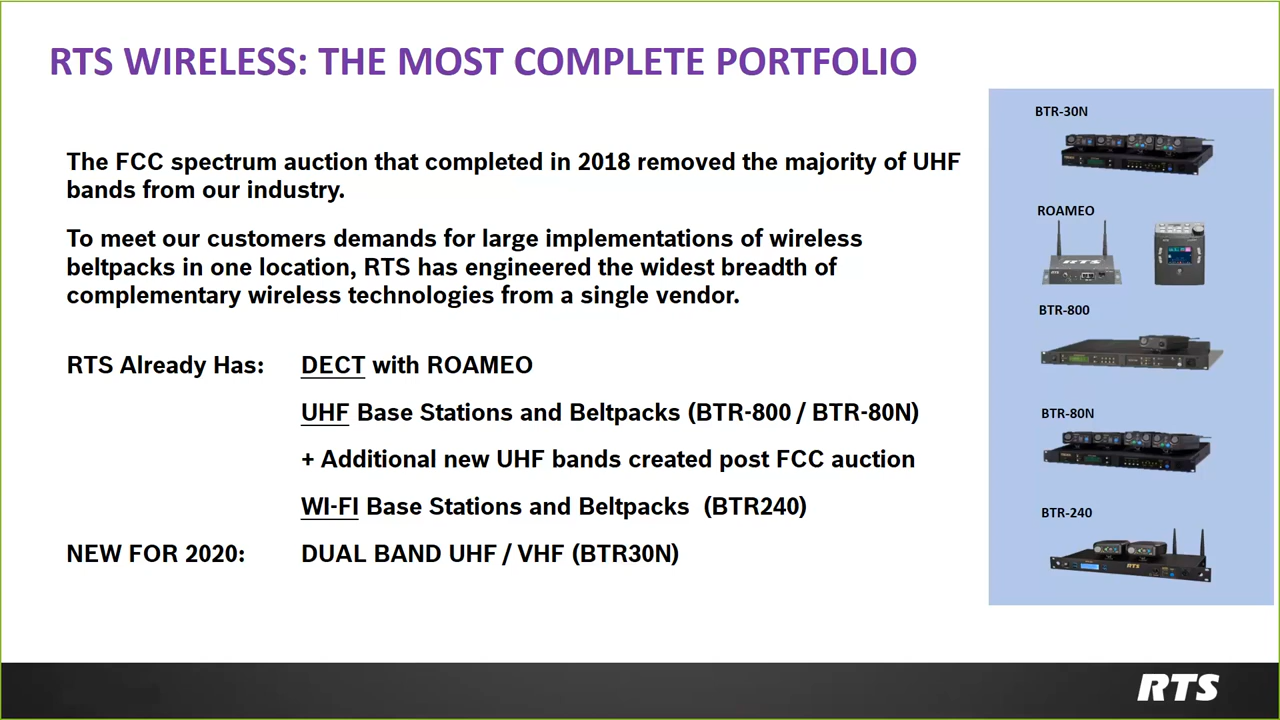 RTS WIRELESS: THE MOST COMPLETE PORTFOLIO
The FCC spectrum auction that completed in 2018 removed the majority of UHF
bands from our industry.
To meet our customers demands for large implementations of wireless
beltpacks in one location, RTS has engineered the widest breadth of
complementary wireless technologies from a single vendor.
RTS Already Has: DECT with ROAMEO
UHF Base Stations and Beltpacks (BTR-800 / BTR-80N)
+ Additional new UHF bands created post FCC auction
WI-FI Base Stations and Beltpacks (BTR240)
NEW FOR 2020: DUAL BAND UHF / VHF (BTR30N)
BTR-30N
ROAMEO
RTS
BTR-800
BTR-80N
BTR-240
RTS
RTS